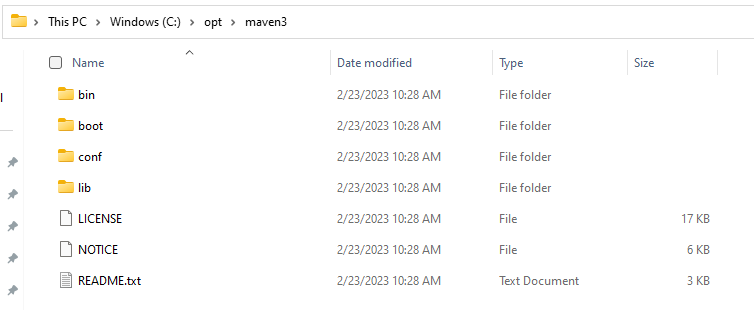 This PC > Windows (C:) > opt > maven3
Name Date modified Type Size
bin 2/23/2023 10:28 AM File folder
boot 2/23/2023 10:28 AM File folder
conf 2/23/2023 10:28 AM File folder
lib 2/23/2023 10:28 AM File folder
LICENSE 2/23/2023 10:28 AM File 17 KB
NOTICE 2/23/2023 10:28 AM File 6 KB
README.txt 2/23/2023 10:28 AM Text Document 3 KB